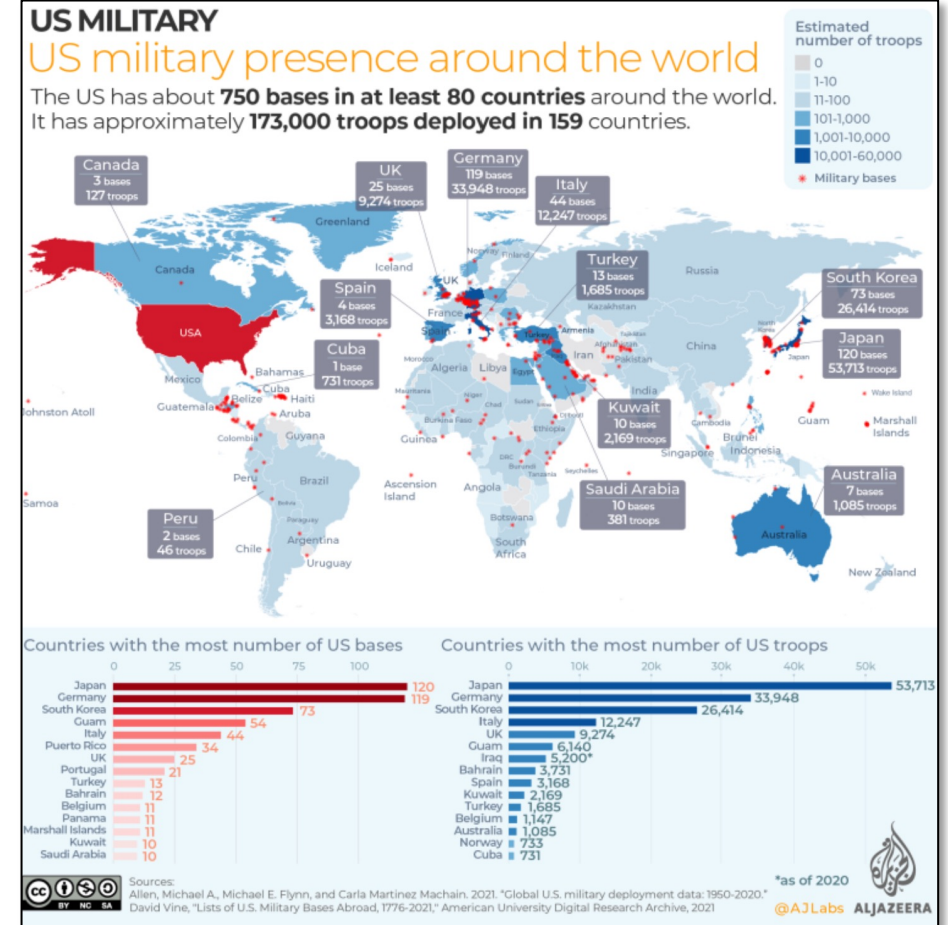 US MILITARY
US military presence around the world
The US has about 750 bases in at least 80 countries around the world.
It has approximately 173,000 troops deployed in 159 countries.
Estimated
number of troops
0
1-10
11-100
101-1,000
1,001-10,000
10,001-60,000
Military bases
Canada
3 bases
127 troops
UK
25 bases
9,274 troops
Germany
119 bases
33,948 troops
Italy
44 bases
12,247 troops
Turkey
13 bases
1,685 troops
South Korea
73 bases
26,414 troops
Japan
120 bases
53,713 troops
Spain
4 bases
3,168 troops
Cuba
1 base
731 troops
Kuwait
10 bases
2,169 troops
Saudi Arabia
10 bases
381 troops
Australia
7 bases
1,085 troops
Peru
2 bases
46 troops
Greenland
Canada
Iceland
Norway
Finland
Russia
UK
France
Spain
Turkey
Armenia
Kazakhstan
Tajikistan
Afghanistan
Pakistan
Iran
China
North
Korea
Japan
USA
Mexico
Bahamas
Cuba
Belize
Haiti
Guatemala
Aruba
Colombia
Guyana
Peru
Brazil
Bolivia
Paraguay
Argentina
Chile
Uruguay
Johnston Atoll
Samoa
Morocco
Algeria
Libya
Egypt
Mauritania
Niger
Chad
Sudan
Burkina Faso
Djibouti
Ethiopia
Guinea
DRC
Burundi
Tanzania
Seychelles
Ascension
Island
Angola
Botswana
South
Africa
India
Cambodia
Brunei
Singapore
Indonesia
Wake Island
Guam
Marshall
Islands
Australia
New Zealand
Countries with the most number of US bases
0 25 50 75 100
Japan 120
Germany 119
South Korea 73
Guam 54
Italy 44
Puerto Rico 34
UK 25
Portugal 21
Turkey 13
Bahrain 12
Belgium 11
Panama 11
Marshall Islands 11
Kuwait 10
Saudi Arabia 10
Countries with the most number of US troops
0 10k 20k 30k 40k 50k
Japan 53,713
Germany 33,948
South Korea 26,414
Italy 12,247
UK 9,274
Guam 6,140
Iraq 5,200*
Bahrain 3,731
Spain 3,168
Kuwait 2,169
Turkey 1,685
Belgium 1,147
Australia 1,085
Norway 733
Cuba 731
*as of 2020
cc BY NC SA
Sources:
Allen, Michael A., Michael E. Flynn, and Carla Martinez Machain. 2021. "Global U.S. military deployment data: 1950-2020."
David Vine, "Lists of U.S. Military Bases Abroad, 1776-2021," American University Digital Research Archive, 2021
@AJLabs ALJAZEERA